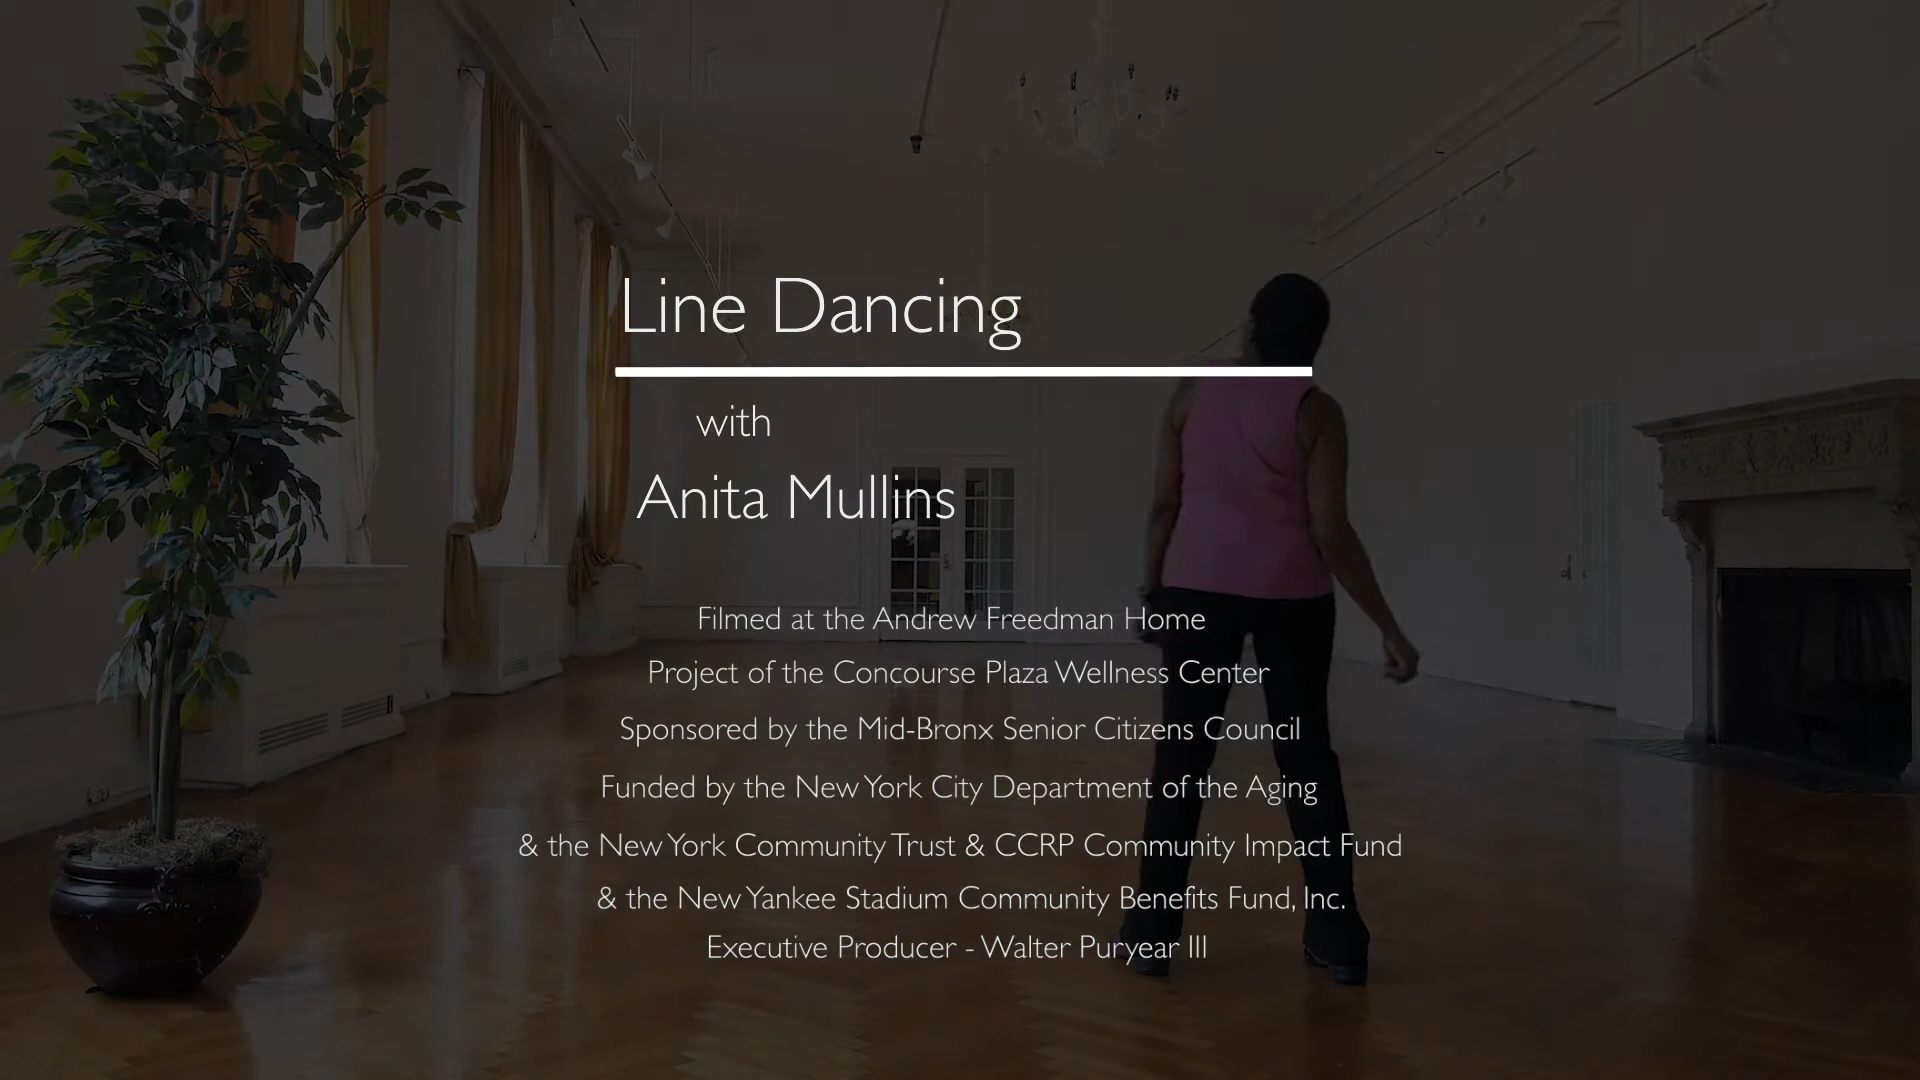 Line Dancing
with
Anita Mullins
Filmed at the Andrew Freedman Home
Project of the Concourse Plaza Wellness Center
Sponsored by the Mid-Bronx Senior Citizens Council
Funded by the New York City Department of the Aging
& the New York Community Trust & CCRP Community Impact Fund
& the New Yankee Stadium Community Benefits Fund, Inc.
Executive Producer - Walter Puryear III